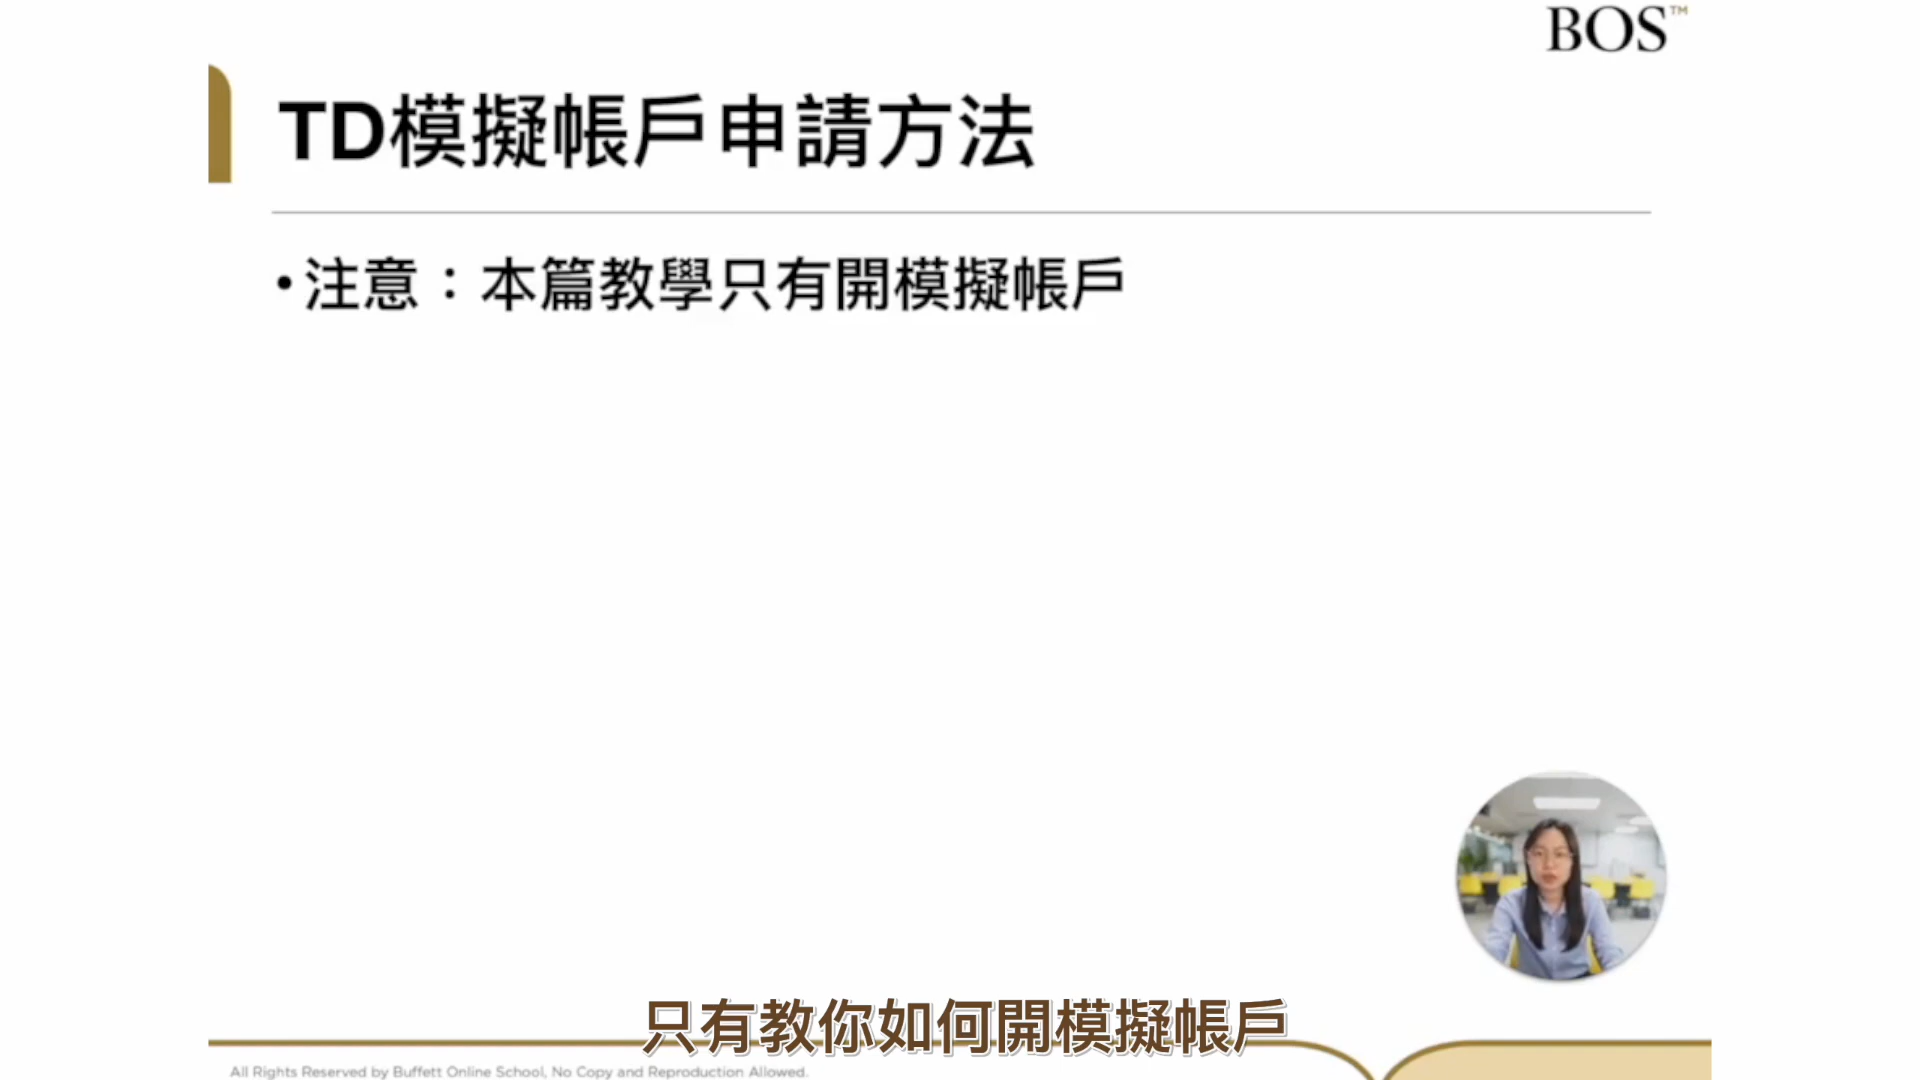 BOS™
TD模擬帳戶申請方法
•注意：本篇教學只有開模擬帳戶
只有教你如何開模擬帳戶
All Rights Reserved by Buffett Online School, No Copy and Reproduction Allowed.